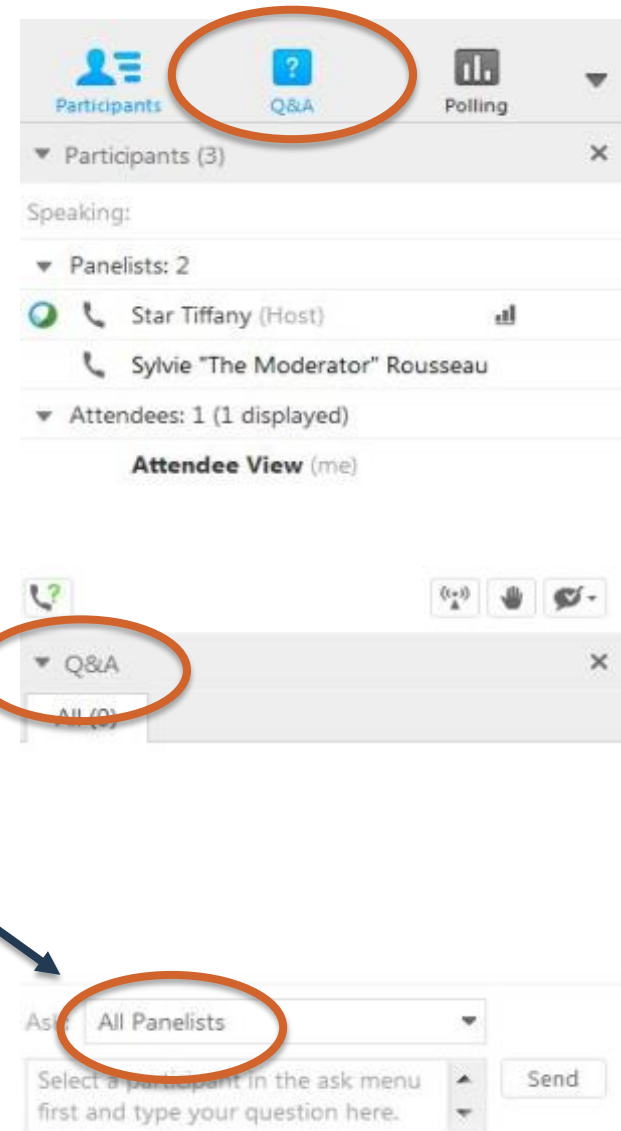 Participants Q&A Polling
Participants (3)
Speaking:
Panelists: 2
Star Tiffany (Host)
Sylvie "The Moderator" Rousseau
Attendees: 1 (1 displayed)
Attendee View (me)
Q&A
All (0)
Ask: All Panelists
Select a participant in the ask menu
first and type your question here.
Send